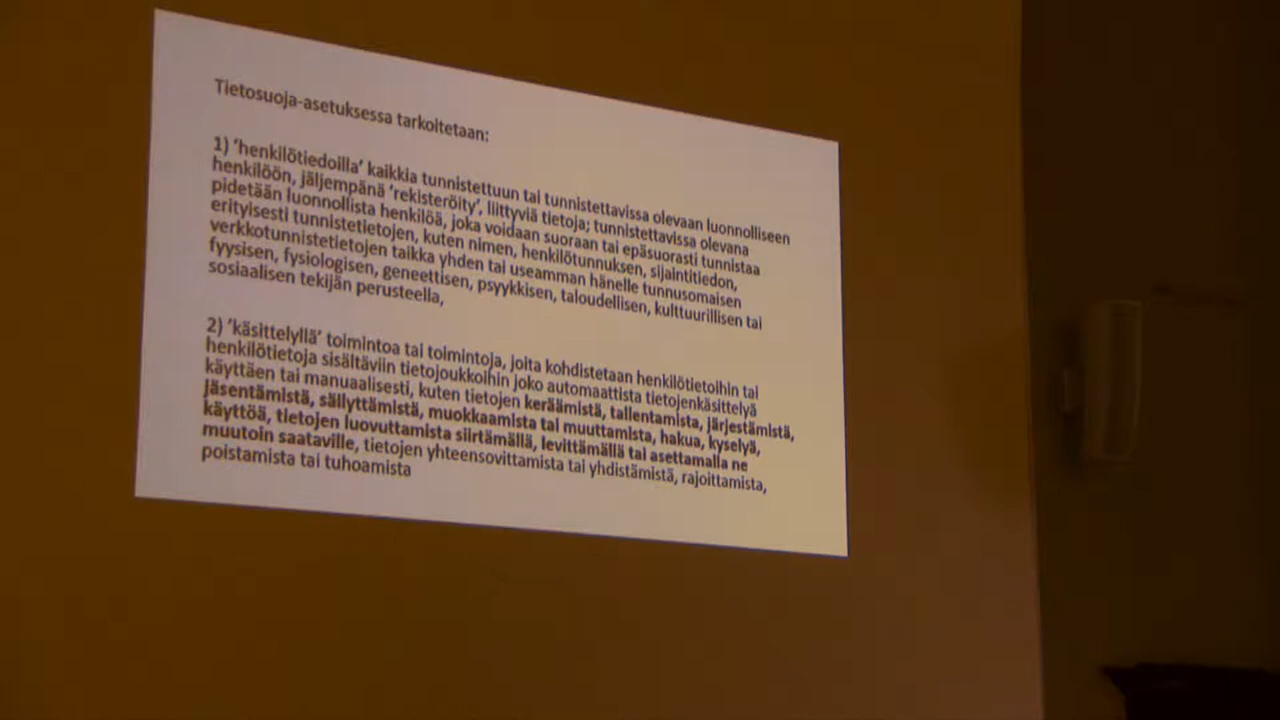 Tietosuoja-asetuksessa tarkoitetaan:
1) ’henkilötiedoilla’ kaikkia tunnistettuun tai tunnistettavissa olevaan luonnolliseen
henkilöön, jäljempänä ’rekisteröity’, liittyviä tietoja; tunnistettavissa olevana
pidetään luonnollista henkilöä, joka voidaan suoraan tai epäsuorasti tunnistaa
erityisesti tunnistetietojen, kuten nimen, henkilötunnuksen, sijaintitiedon,
verkkotunnistetietojen taikka yhden tai useamman hänelle tunnusomaisen
fyysisen, fysiologisen, geneettisen, psyykkisen, taloudellisen, kulttuurillisen tai
sosiaalisen tekijän perusteella,
2) ’käsittelyllä’ toimintoa tai toimintoja, joita kohdistetaan henkilötietoihin tai
henkilötietoja sisältäviin tietojoukkoihin joko automaattista tietojenkäsittelyä
käyttäen tai manuaalisesti, kuten tietojen keräämistä, tallentamista, järjestämistä,
jäsentämistä, säilyttämistä, muokkaamista tai muuttamista, hakua, kyselyä,
käyttöä, tietojen luovuttamista siirtämällä, levittämällä tai asettamalla ne
muutoin saataville, tietojen yhteensovittamista tai yhdistämistä, rajoittamista,
poistamista tai tuhoamista